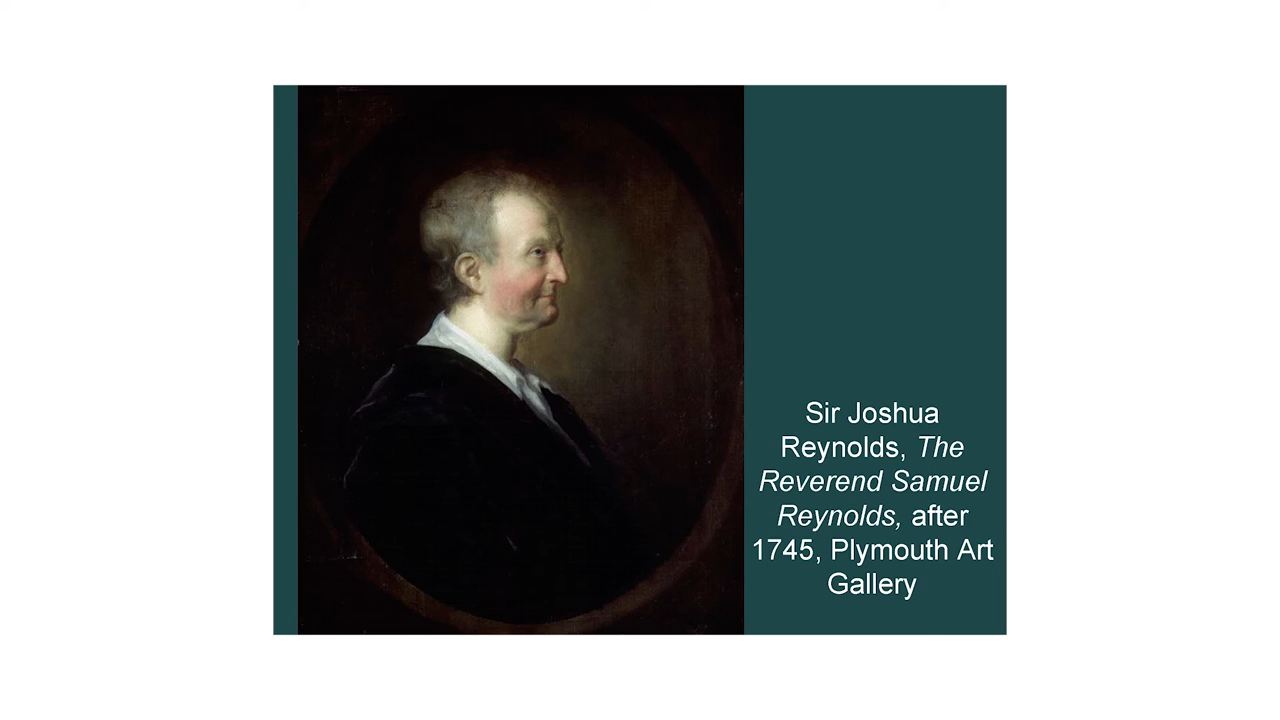 Sir Joshua
Reynolds, The
Reverend Samuel
Reynolds, after
1745, Plymouth Art
Gallery